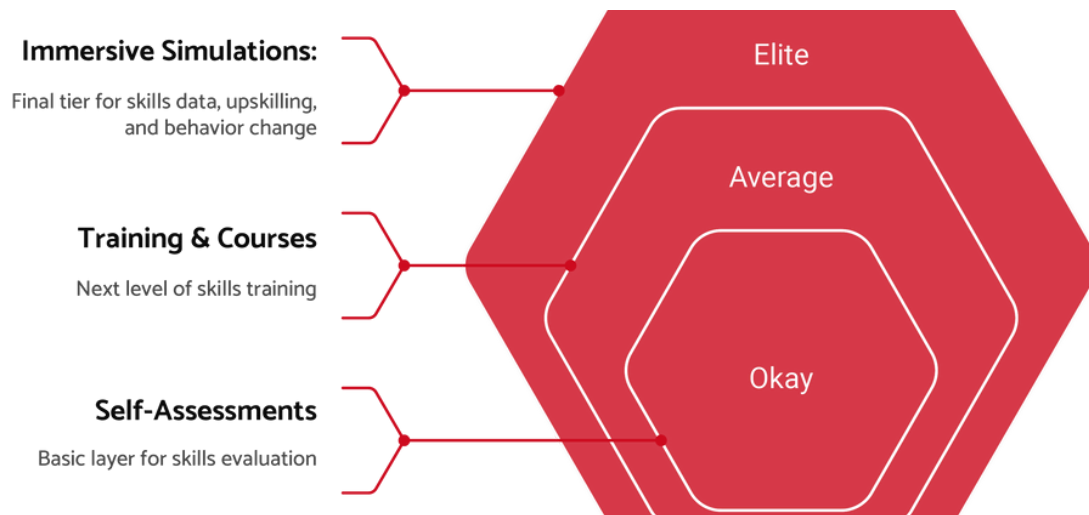 Immersive Simulations:
Final tier for skills data, upskilling,
and behavior change
Elite
Average
Training & Courses
Next level of skills training
Okay
Self-Assessments
Basic layer for skills evaluation